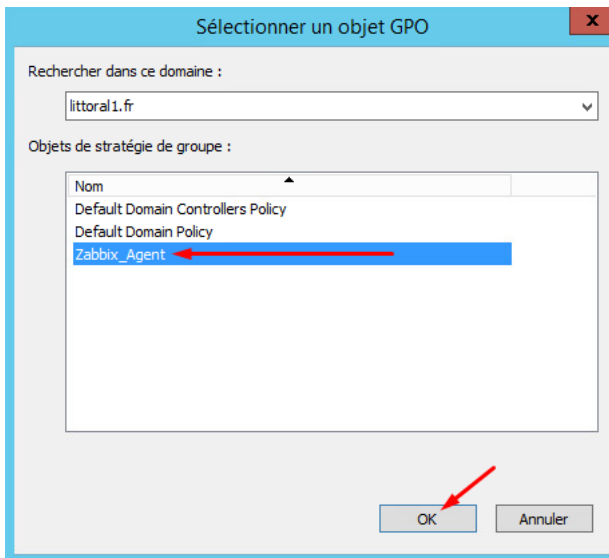 Sélectionner un objet GPO
x
Rechercher dans ce domaine :
littoral1.fr
Objets de stratégie de groupe :
Nom
Default Domain Controllers Policy
Default Domain Policy
Zabbix_Agent
OK Annuler